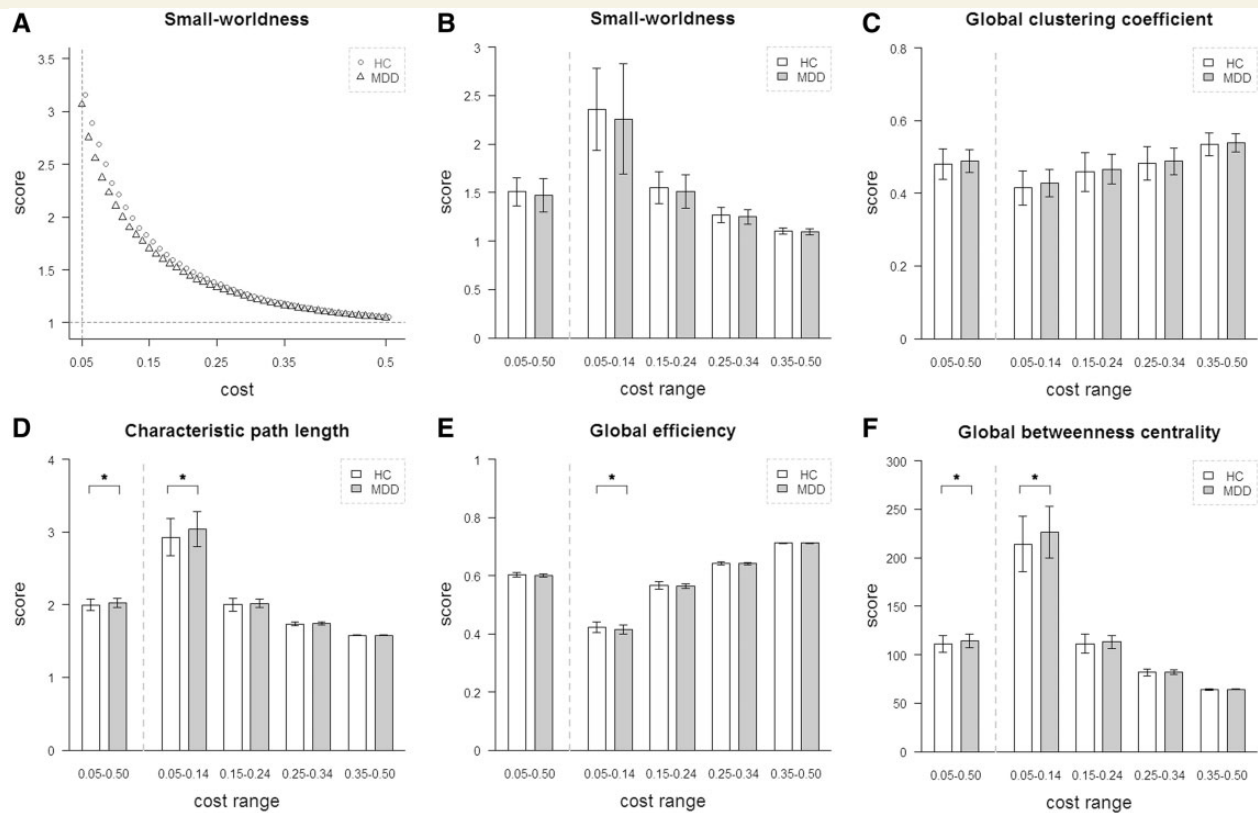 A
Small-worldness
3.5
3
2.5
2
1.5
1
score
0.05
0.15
0.25
0.35
0.5
cost
HC
MDD
B
Small-worldness
3
2.5
2
1.5
1
0.5
0
score
0.05-0.50
0.05-0.14
0.15-0.24
0.25-0.34
0.35-0.50
cost range
HC
MDD
C
Global clustering coefficient
0.8
0.6
0.4
0.2
0
score
0.05-0.50
0.05-0.14
0.15-0.24
0.25-0.34
0.35-0.50
cost range
HC
MDD
D
Characteristic path length
4
3
2
1
0
score
*
*
0.05-0.50
0.05-0.14
0.15-0.24
0.25-0.34
0.35-0.50
cost range
HC
MDD
E
Global efficiency
1
0.8
0.6
0.4
0.2
0
score
*
0.05-0.50
0.05-0.14
0.15-0.24
0.25-0.34
0.35-0.50
cost range
HC
MDD
F
Global betweenness centrality
300
250
200
150
100
50
0
score
*
*
0.05-0.50
0.05-0.14
0.15-0.24
0.25-0.34
0.35-0.50
cost range
HC
MDD